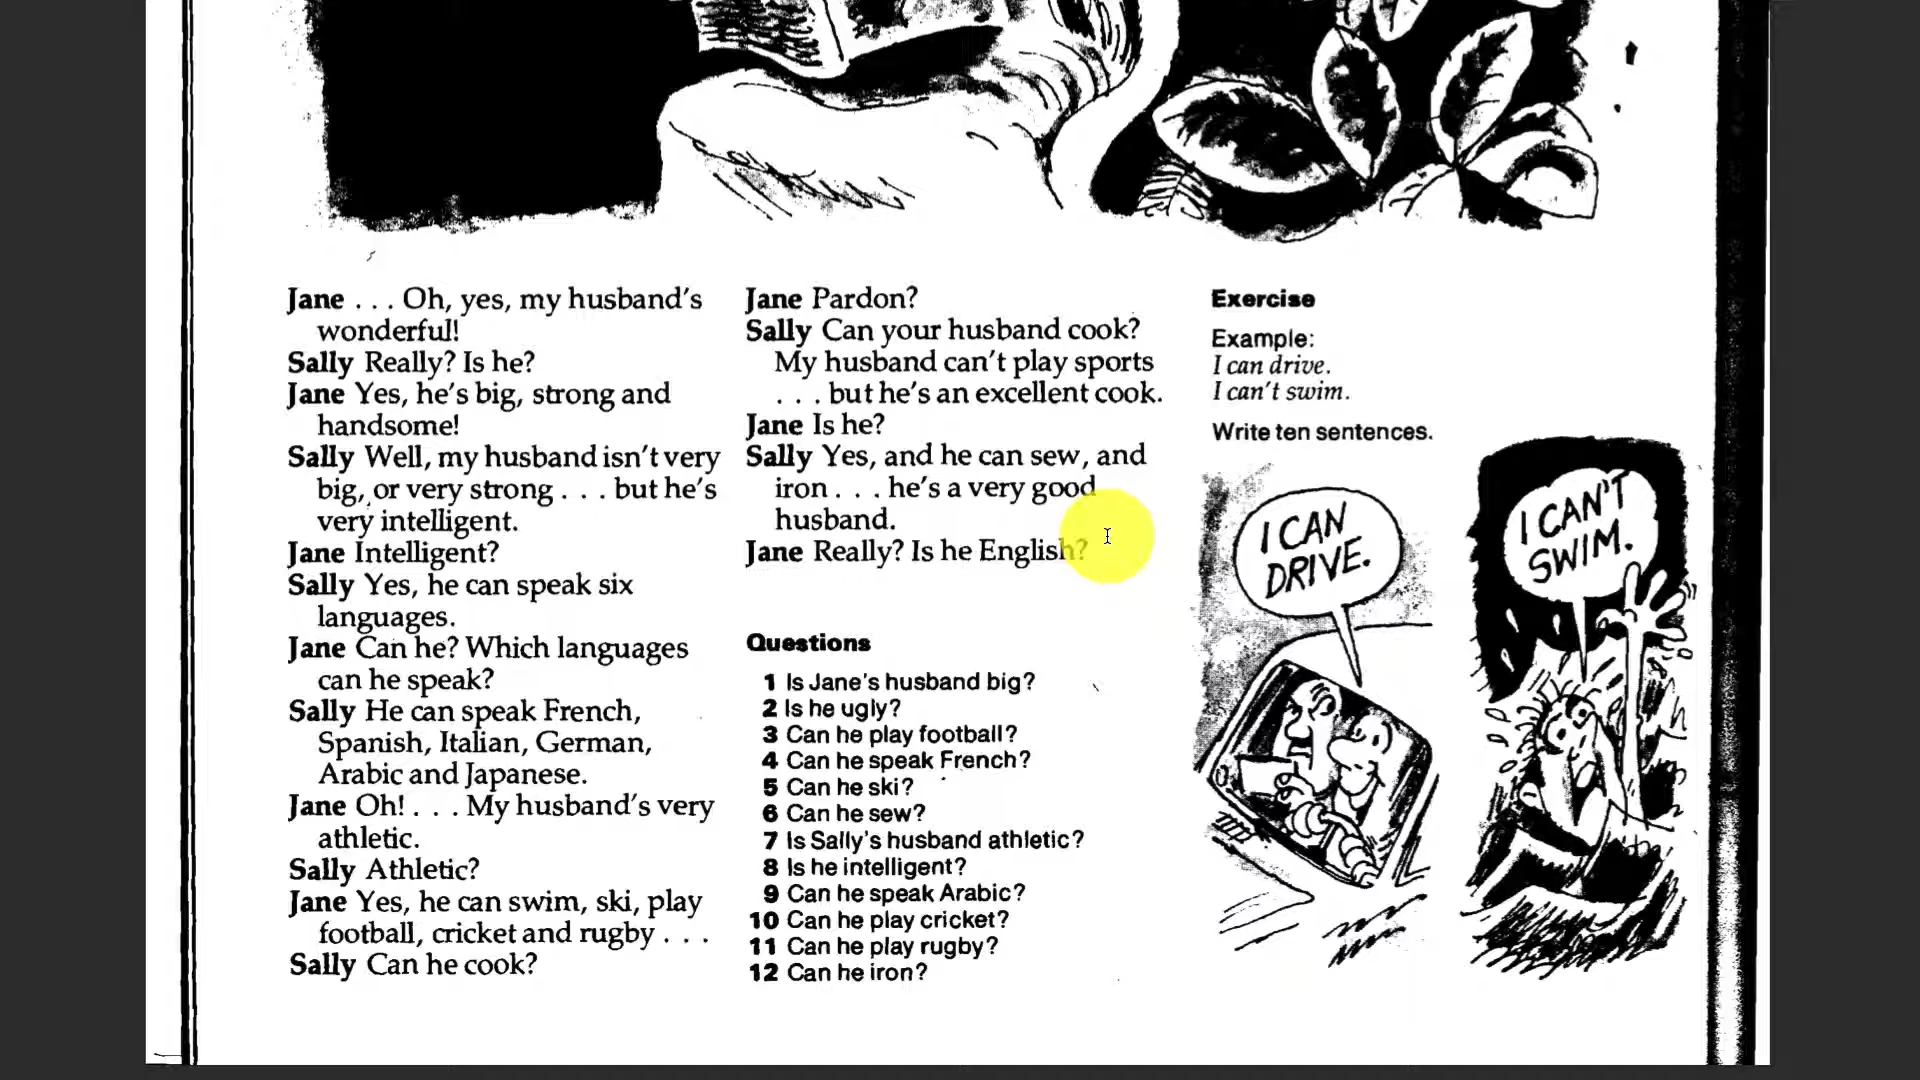 Jane . . . Oh, yes, my husband's
wonderful!
Sally Really? Is he?
Jane Yes, he's big, strong and
handsome!
Sally Well, my husband isn't very
big, or very strong . . . but he's
very intelligent.
Jane Intelligent?
Sally Yes, he can speak six
languages.
Jane Can he? Which languages
can he speak?
Sally He can speak French,
Spanish, Italian, German,
Arabic and Japanese.
Jane Oh! . . . My husband's very
athletic.
Sally Athletic?
Jane Yes, he can swim, ski, play
football, cricket and rugby . . .
Sally Can he cook?
Jane Pardon?
Sally Can your husband cook?
My husband can't play sports
. . . but he's an excellent cook.
Jane Is he?
Sally Yes, and he can sew, and
iron . . . he's a very good
husband.
Jane Really? Is he English?
Questions
1 Is Jane's husband big?
2 Is he ugly?
3 Can he play football?
4 Can he speak French?
5 Can he ski?
6 Can he sew?
7 Is Sally's husband athletic?
8 Is he intelligent?
9 Can he speak Arabic?
10 Can he play cricket?
11 Can he play rugby?
12 Can he iron?
Exercise
Example:
I can drive.
I can't swim.
Write ten sentences.
I CAN
DRIVE.
I CAN'T
SWIM.